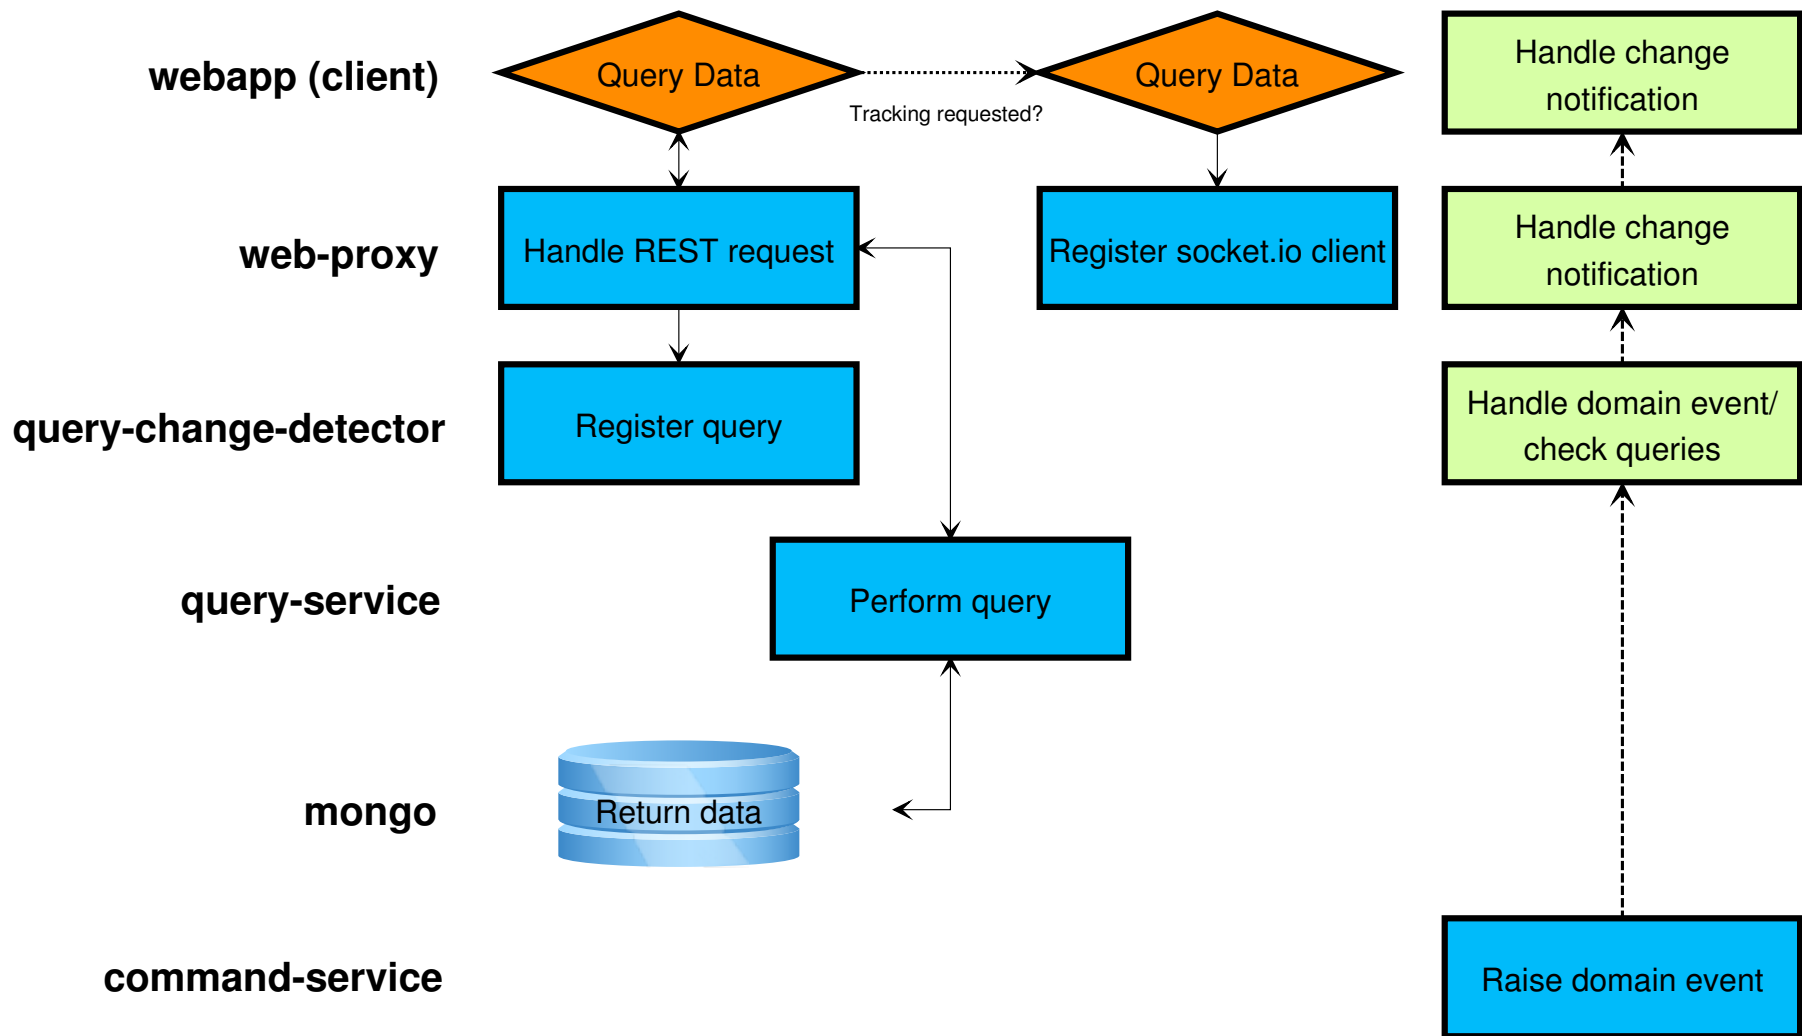 webapp (client)
Query Data
Tracking requested?
Query Data
Handle change
notification
web-proxy
Handle REST request
Register socket.io client
Handle change
notification
query-change-detector
Register query
Handle domain event/
check queries
query-service
Perform query
mongo
Return data
command-service
Raise domain event